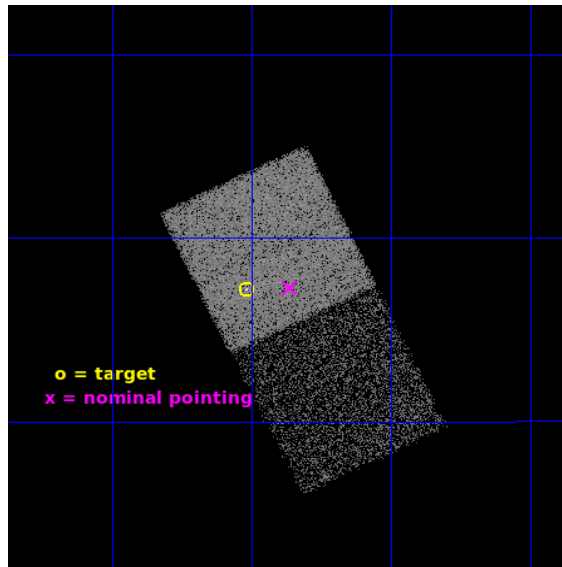 o = target
x = nominal pointing